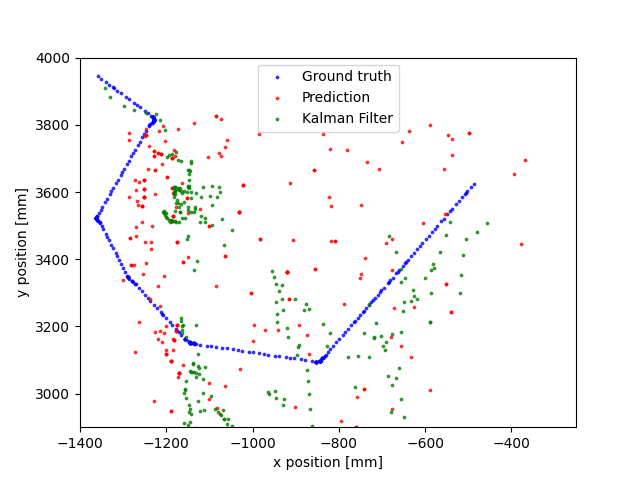 4000
3800
3600
3400
3200
3000
y position [mm]
Ground truth
Prediction
Kalman Filter
−1400 −1200 −1000 −800 −600 −400
x position [mm]